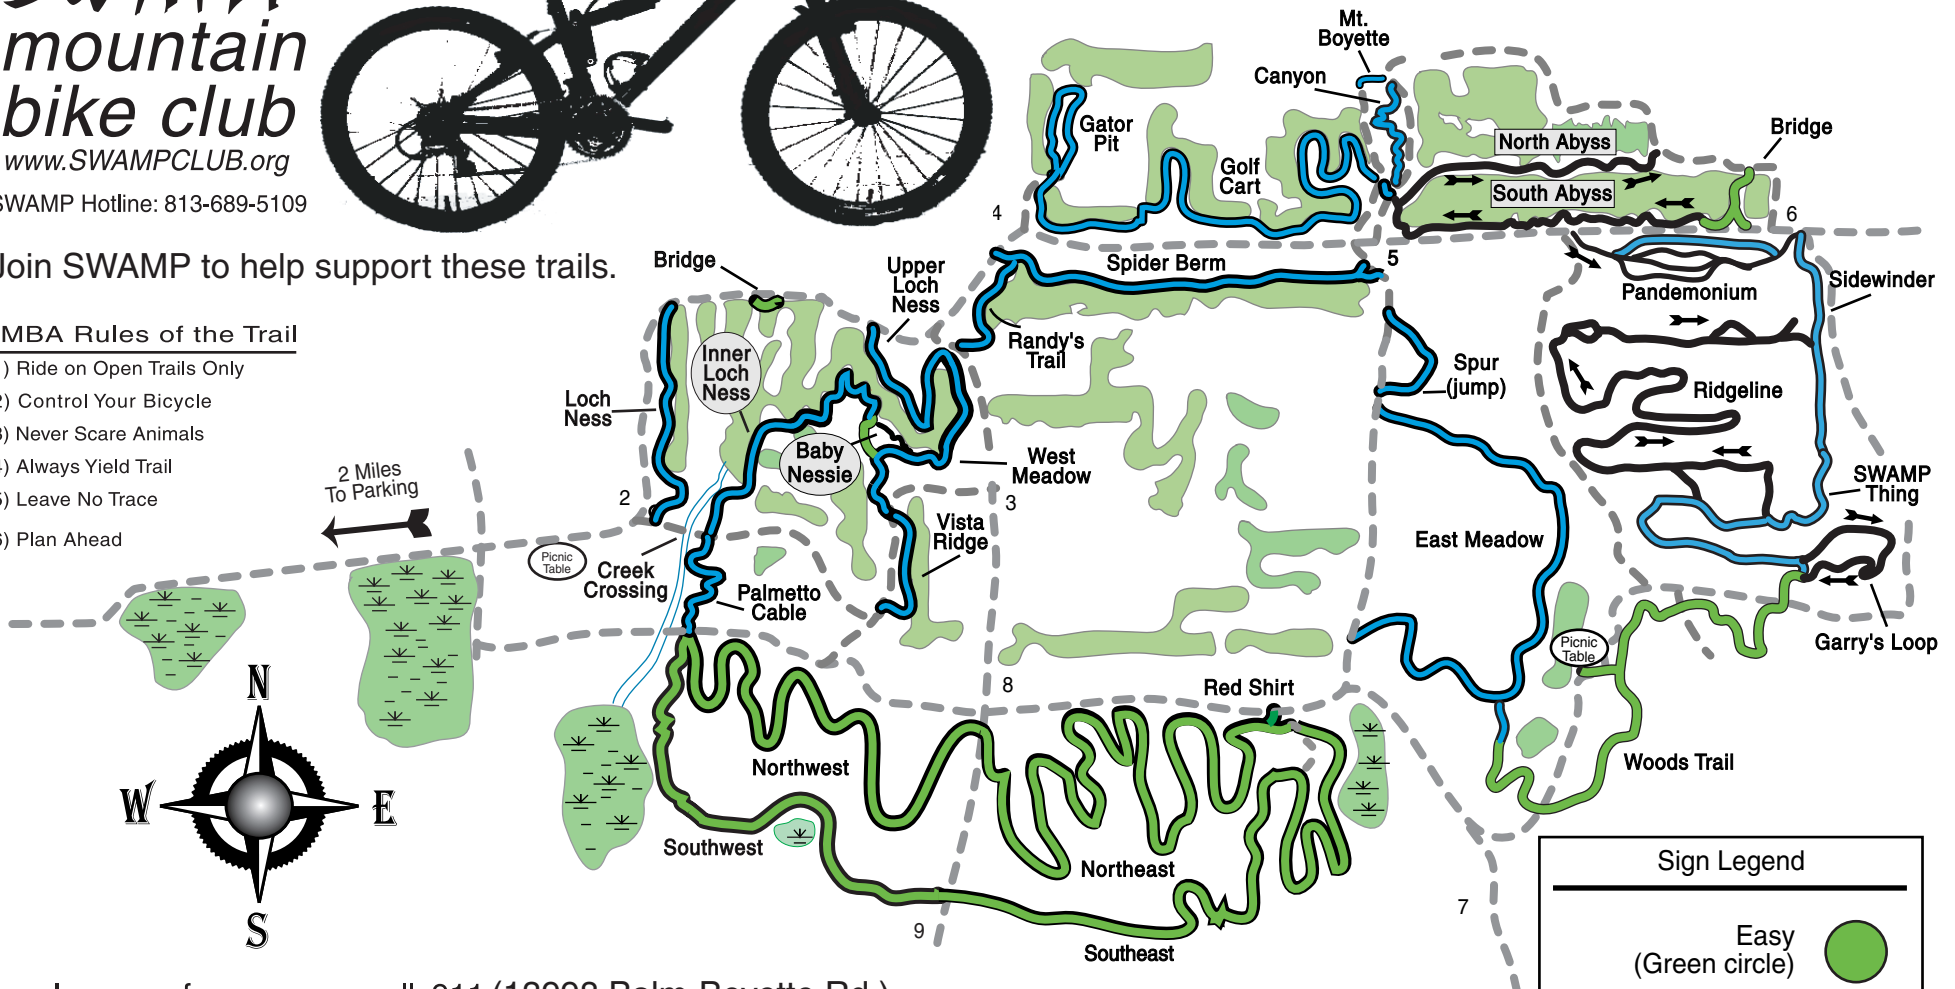 mountain
bike club
www.SWAMPCLUB.org
SWAMP Hotline: 813-689-5109
Join SWAMP to help support these trails.
MBA Rules of the Trail
) Ride on Open Trails Only
2) Control Your Bicycle
3) Never Scare Animals
4) Always Yield Trail
5) Leave No Trace
6) Plan Ahead
2 Miles
To Parking
N
W
E
S
Mt.
Boyette
Canyon
Gator
Pit
Golf
Cart
North Abyss
South Abyss
Bridge
4
6
Bridge
Upper
Loch
Ness
Spider Berm
5
Pandemonium
Sidewinder
Inner
Loch
Ness
Randy's
Trail
Loch
Ness
Spur
(jump)
Ridgeline
Baby
Nessie
West
Meadow
SWAMP
Thing
2
3
Vista
Ridge
East Meadow
Picnic
Table
Creek
Crossing
Palmetto
Cable
Picnic
Table
Garry's Loop
8
Red Shirt
Northwest
Woods Trail
Southwest
Northeast
7
9
Southeast
Sign Legend
Easy
(Green circle)